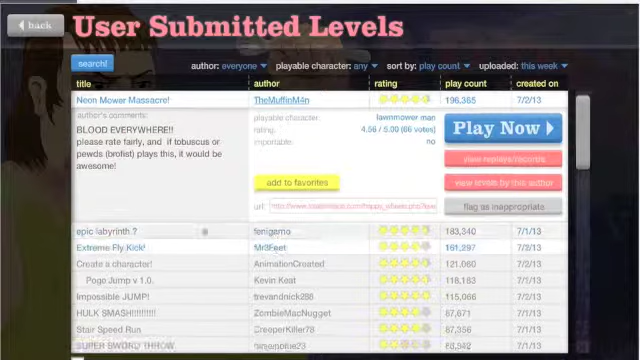 back
User Submitted Levels
search!
author: everyone playable character: any sort by: play count uploaded: this week
title author rating play count created on
Neon Mower Massacre! TheMuffinM4n 196,365 7/2/13
author's comments:
BLOOD EVERYWHERE!!
please rate fairly, and if tobuscus or
pewds (brofist) plays this, it would be
awesome!
playable character: lawnmower man
rating: 4.56 / 5.00 (66 votes)
importable: no
add to favorites
url:
Play Now
view replays/records
view levels by this author
flag as inappropriate
epic labyrinth ? fenigamo 183,340 7/1/13
Extreme Fly Kick! Mr3Feet 161,297 7/2/13
Create a character! AnimationCreated 121,060 7/2/13
Pogo Jump v 1.0. Kevin Keat 118,183 7/1/13
Impossible JUMP! trevandrick288 115,066 7/2/13
HULK SMASH!!!!!!!!!! ZombieMacNugget 7/1/13
Stair Speed Run CreeperKiller78 87,356 7/2/13
SUPER SWORD THROW 7/2/13